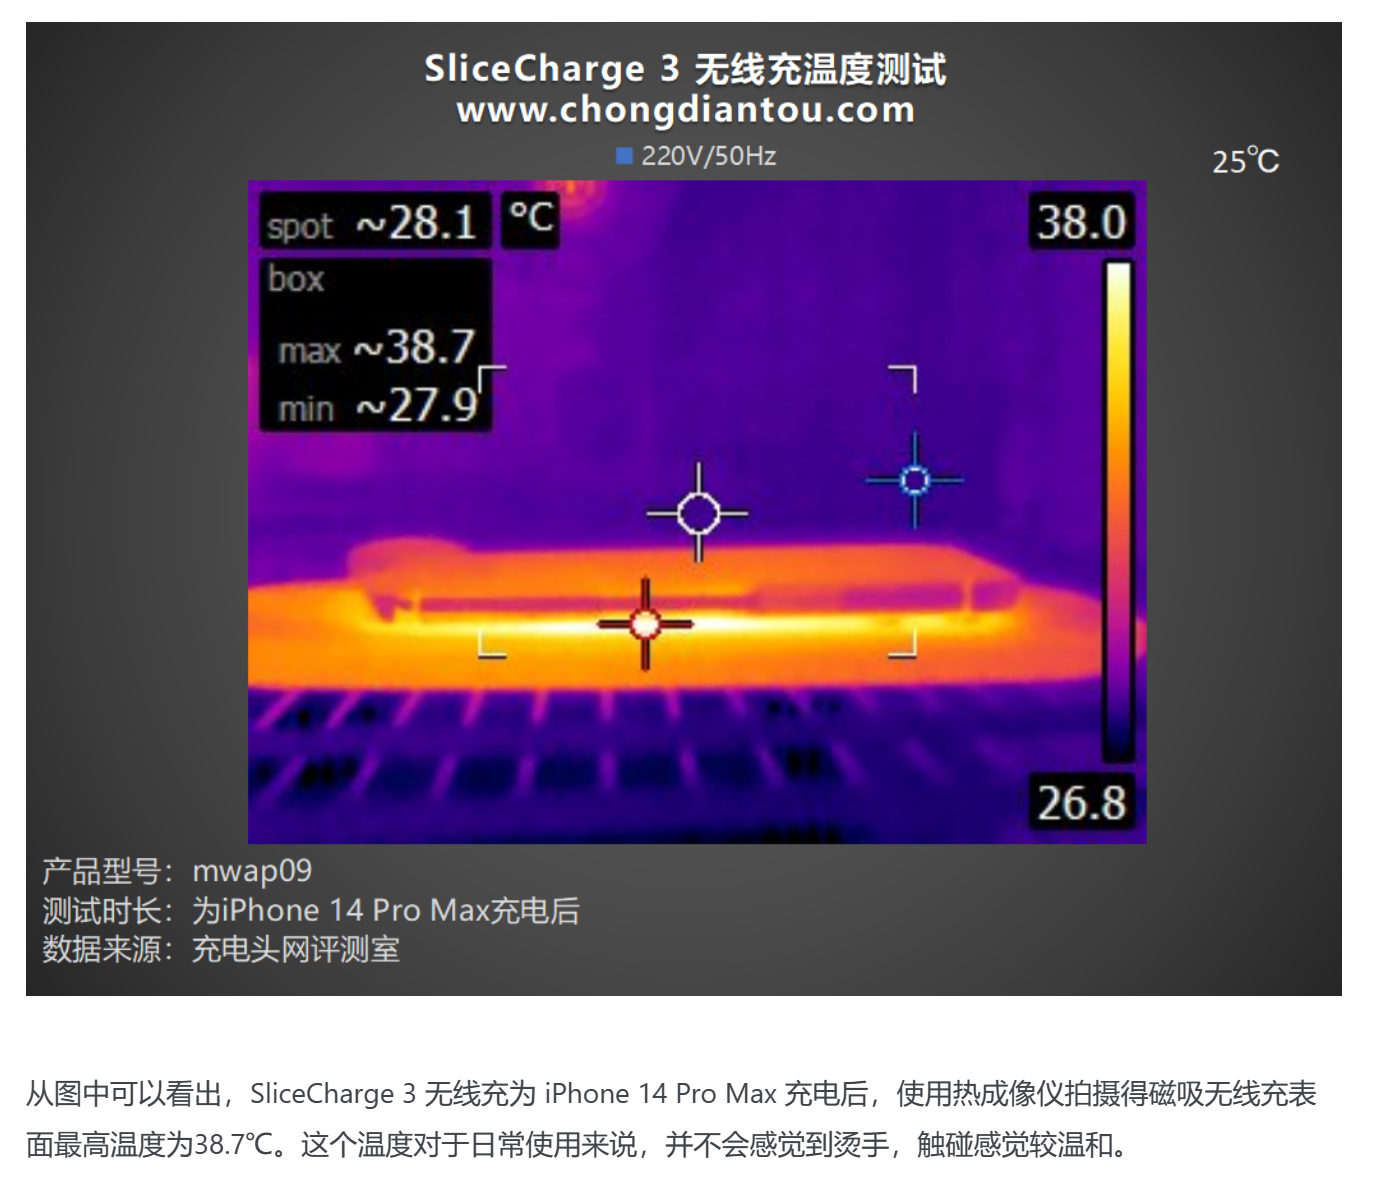 SliceCharge 3 无线充温度测试
www.chongdiantou.com
220V/50Hz
25℃
spot ~28.1 °C
38.0
box
max ~38.7
min ~27.9
26.8
产品型号：mwap09
测试时长：为iPhone 14 Pro Max充电后
数据来源：充电头网评测室
从图中可以看出，SliceCharge 3 无线充为 iPhone 14 Pro Max 充电后，使用热成像仪拍摄得磁吸无线充表
面最高温度为38.7℃。这个温度对于日常使用来说，并不会感觉到烫手，触碰感觉较温和。